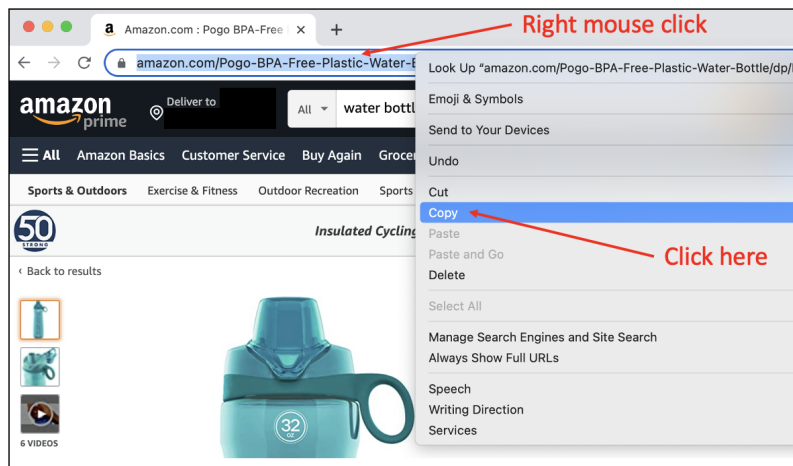 Amazon.com : Pogo BPA-Free
Right mouse click
amazon.com/Pogo-BPA-Free-Plastic-Water-B
Look Up “amazon.com/Pogo-BPA-Free-Plastic-Water-Bottle/dp/
Emoji & Symbols
Send to Your Devices
Undo
Cut
Copy
Paste
Paste and Go
Delete
Select All
Manage Search Engines and Site Search
Always Show Full URLs
Speech
Writing Direction
Services
Click here
amazon
prime
Deliver to
All
water bottl
All Amazon Basics Customer Service Buy Again Grocer
Sports & Outdoors Exercise & Fitness Outdoor Recreation Sports
50
STRONG
Insulated Cycling
‹ Back to results
32
OZ
6 VIDEOS